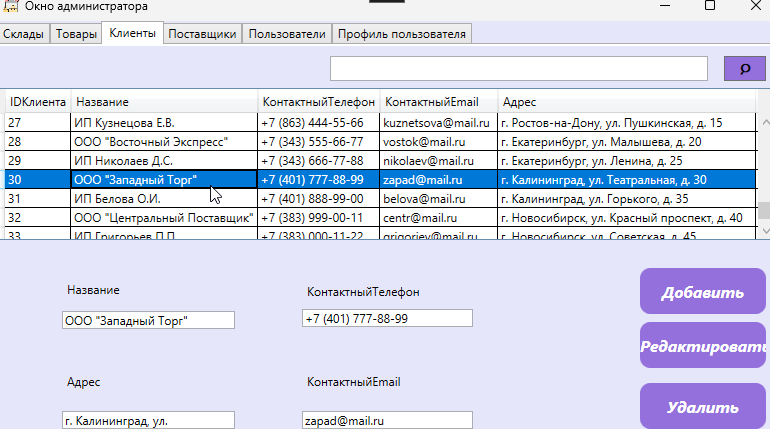 Окно администратора
Склады Товары Клиенты Поставщики Пользователи Профиль пользователя
IDКлиента Название КонтактныйТелефон КонтактныйEmail Адрес
27 ИП Кузнецова Е.В. +7 (863) 444-55-66 kuznetsova@mail.ru г. Ростов-на-Дону, ул. Пушкинская, д. 15
28 ООО "Восточный Экспресс" +7 (343) 555-66-77 vostok@mail.ru г. Екатеринбург, ул. Малышева, д. 20
29 ИП Николаев Д.С. +7 (343) 666-77-88 nikolaev@mail.ru г. Екатеринбург, ул. Ленина, д. 25
30 ООО "Западный Торг" +7 (401) 777-88-99 zapad@mail.ru г. Калининград, ул. Театральная, д. 30
31 ИП Белова О.И. +7 (401) 888-99-00 belova@mail.ru г. Калининград, ул. Горького, д. 35
32 ООО "Центральный Поставщик" +7 (383) 999-00-11 centr@mail.ru г. Новосибирск, ул. Красный проспект, д. 40
33 ИП Григорьев П.П. +7 (383) 000-11-22 grigoriev@mail.ru г. Новосибирск, ул. Советская, д. 45
Название КонтактныйТелефон
Добавить
ООО "Западный Торг" +7 (401) 777-88-99
Редактировать
Адрес КонтактныйEmail
Удалить
г. Калининград, ул. zapad@mail.ru